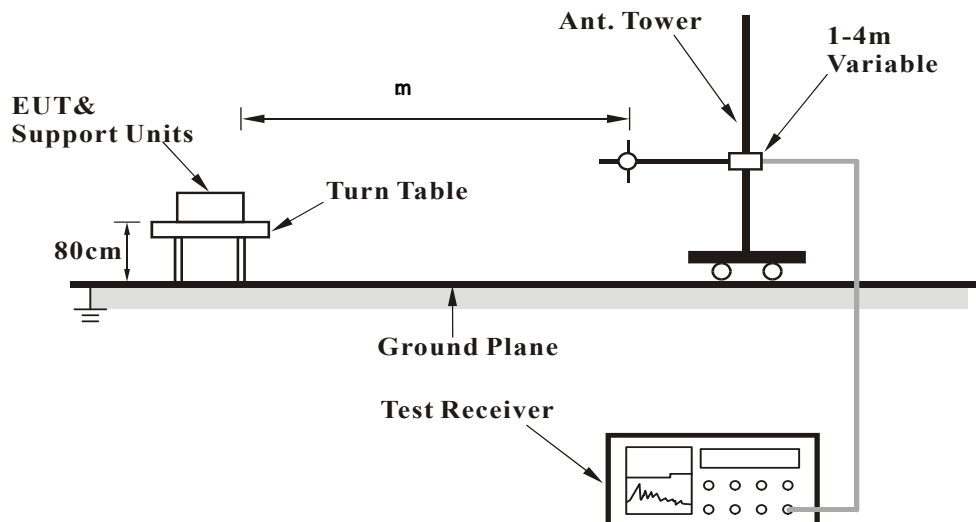 Ant. Tower
1-4m
Variable
m
EUT&
Support Units
Turn Table
80cm
Ground Plane
Test Receiver